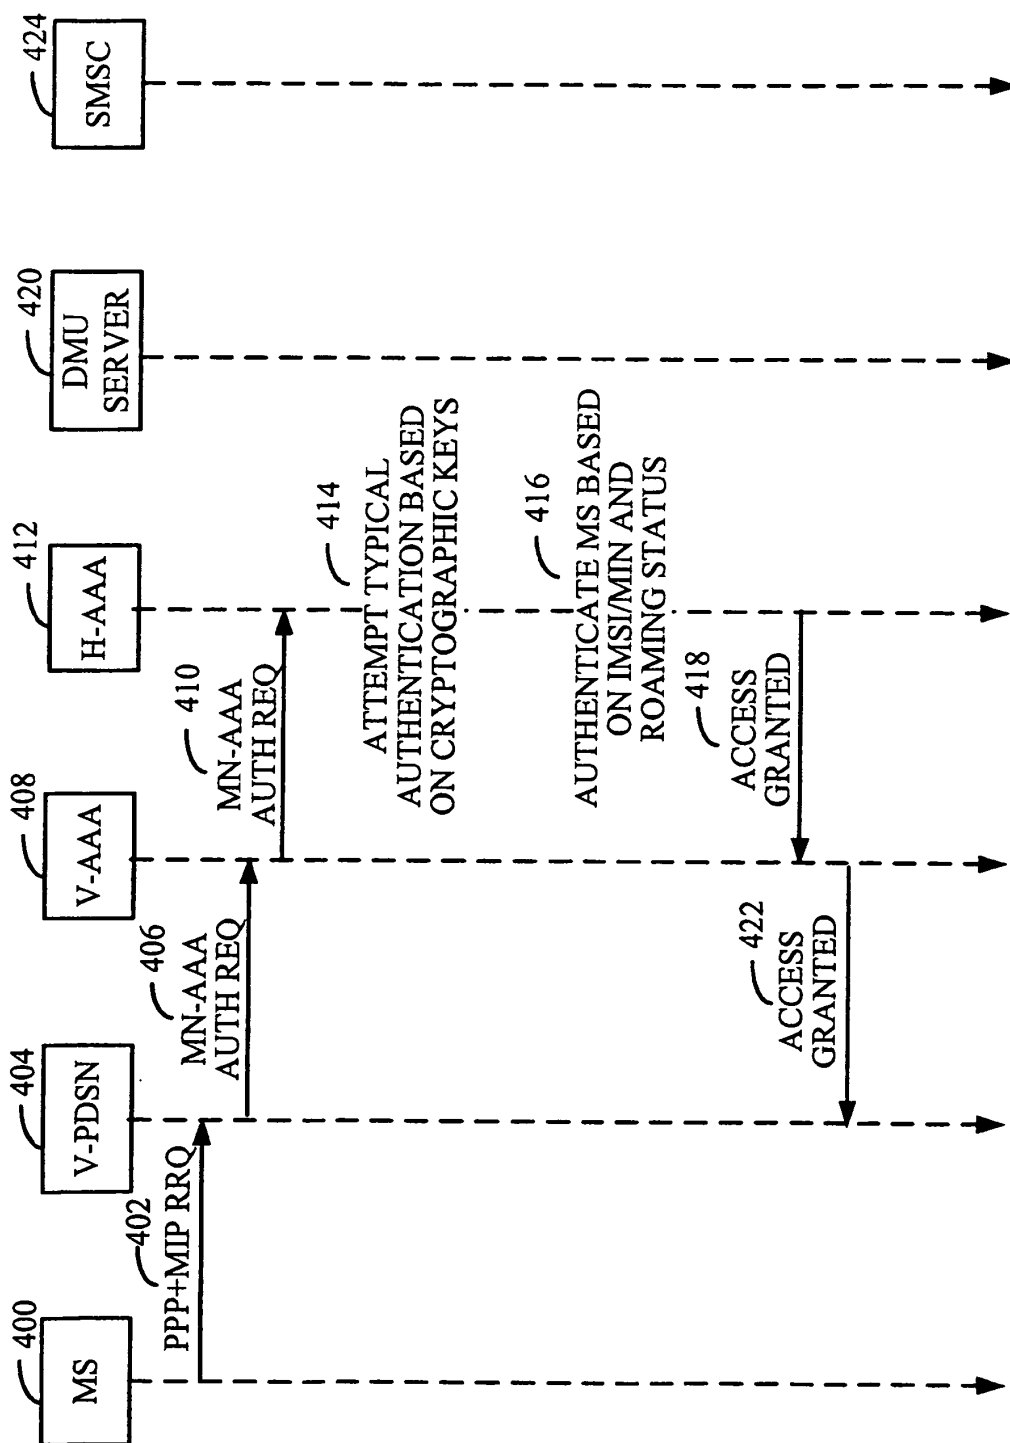 400
MS
404
V-PDSN
408
V-AAA
412
H-AAA
420
DMU
SERVER
424
SMSC
402
PPP+MIP RRQ
406
MN-AAA
AUTH REQ
410
MN-AAA
AUTH REQ
414
ATTEMPT TYPICAL
AUTHENTICATION BASED
ON CRYPTOGRAPHIC KEYS
416
AUTHENTICATE MS BASED
ON IMSI/MIN AND
ROAMING STATUS
418
ACCESS
GRANTED
422
ACCESS
GRANTED